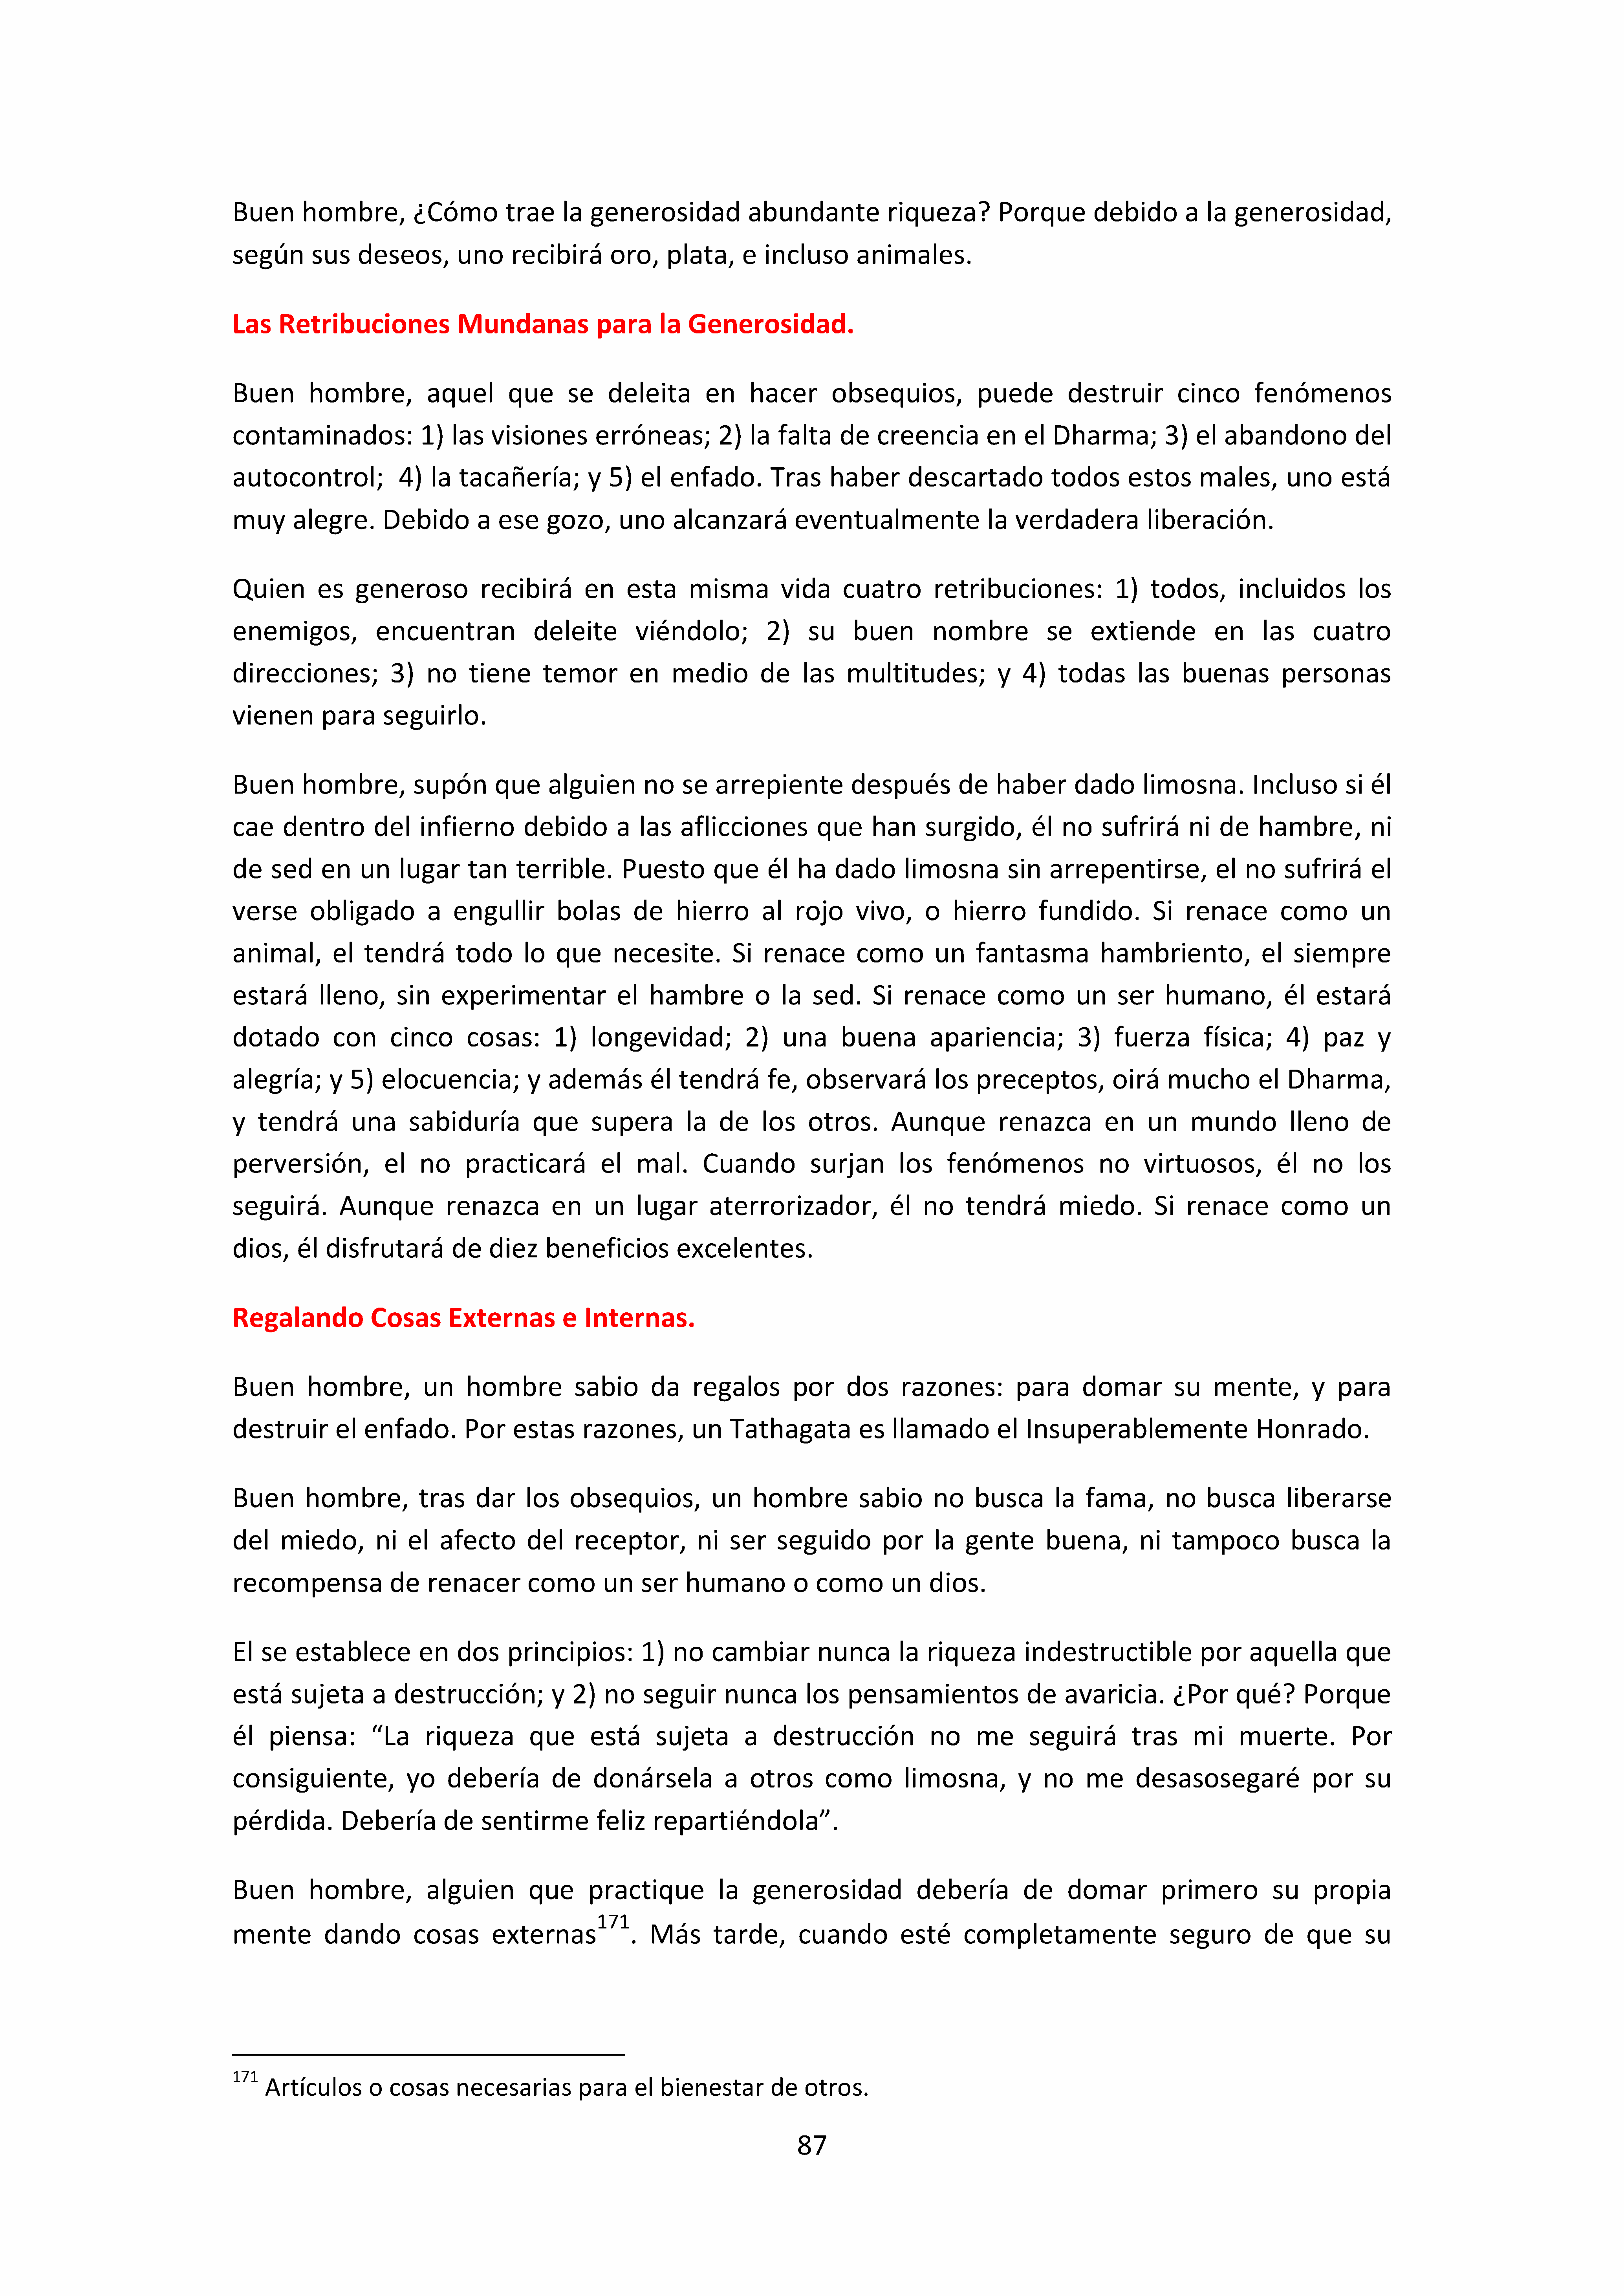 Buen hombre, ¿Cómo trae la generosidad abundante riqueza? Porque debido a la generosidad,
según sus deseos, uno recibirá oro, plata, e incluso animales.
Las Retribuciones Mundanas para la Generosidad.
Buen hombre, aquel que se deleita en hacer obsequios, puede destruir cinco fenómenos
contaminados: 1) las visiones erróneas; 2) la falta de creencia en el Dharma; 3) el abandono del
autocontrol; 4) la tacañería; y 5) el enfado. Tras haber descartado todos estos males, uno está
muy alegre. Debido a ese gozo, uno alcanzará eventualmente la verdadera liberación.
Quien es generoso recibirá en esta misma vida cuatro retribuciones: 1) todos, incluidos los
enemigos, encuentran deleite viéndolo; 2) su buen nombre se extiende en las cuatro
direcciones; 3) no tiene temor en medio de las multitudes; y 4) todas las buenas personas
vienen para seguirlo.
Buen hombre, supón que alguien no se arrepiente después de haber dado limosna. Incluso si él
cae dentro del infierno debido a las aflicciones que han surgido, él no sufrirá ni de hambre, ni
de sed en un lugar tan terrible. Puesto que él ha dado limosna sin arrepentirse, el no sufrirá el
verse obligado a engullir bolas de hierro al rojo vivo, o hierro fundido. Si renace como un
animal, el tendrá todo lo que necesite. Si renace como un fantasma hambriento, el siempre
estará lleno, sin experimentar el hambre o la sed. Si renace como un ser humano, él estará
dotado con cinco cosas: 1) longevidad; 2) una buena apariencia; 3) fuerza física; 4) paz y
alegría; y 5) elocuencia; y además él tendrá fe, observará los preceptos, oirá mucho el Dharma,
y tendrá una sabiduría que supera la de los otros. Aunque renazca en un mundo lleno de
perversión, el no practicará el mal. Cuando surjan los fenómenos no virtuosos, él no los
seguirá. Aunque renazca en un lugar aterrorizador, él no tendrá miedo. Si renace como un
dios, él disfrutará de diez beneficios excelentes.
Regalando Cosas Externas e Internas.
Buen hombre, un hombre sabio da regalos por dos razones: para domar su mente, y para
destruir el enfado. Por estas razones, un Tathagata es llamado el Insuperablemente Honrado.
Buen hombre, tras dar los obsequios, un hombre sabio no busca la fama, no busca liberarse
del miedo, ni el afecto del receptor, ni ser seguido por la gente buena, ni tampoco busca la
recompensa de renacer como un ser humano o como un dios.
El se establece en dos principios: 1) no cambiar nunca la riqueza indestructible por aquella que
está sujeta a destrucción; y 2) no seguir nunca los pensamientos de avaricia. ¿Por qué? Porque
él piensa: “La riqueza que está sujeta a destrucción no me seguirá tras mi muerte. Por
consiguiente, yo debería de donársela a otros como limosna, y no me desasosegaré por su
pérdida. Debería de sentirme feliz repartiéndola”.
Buen hombre, alguien que practique la generosidad debería de domar primero su propia
mente dando cosas externas171. Más tarde, cuando esté completamente seguro de que su
171 Artículos o cosas necesarias para el bienestar de otros.
87